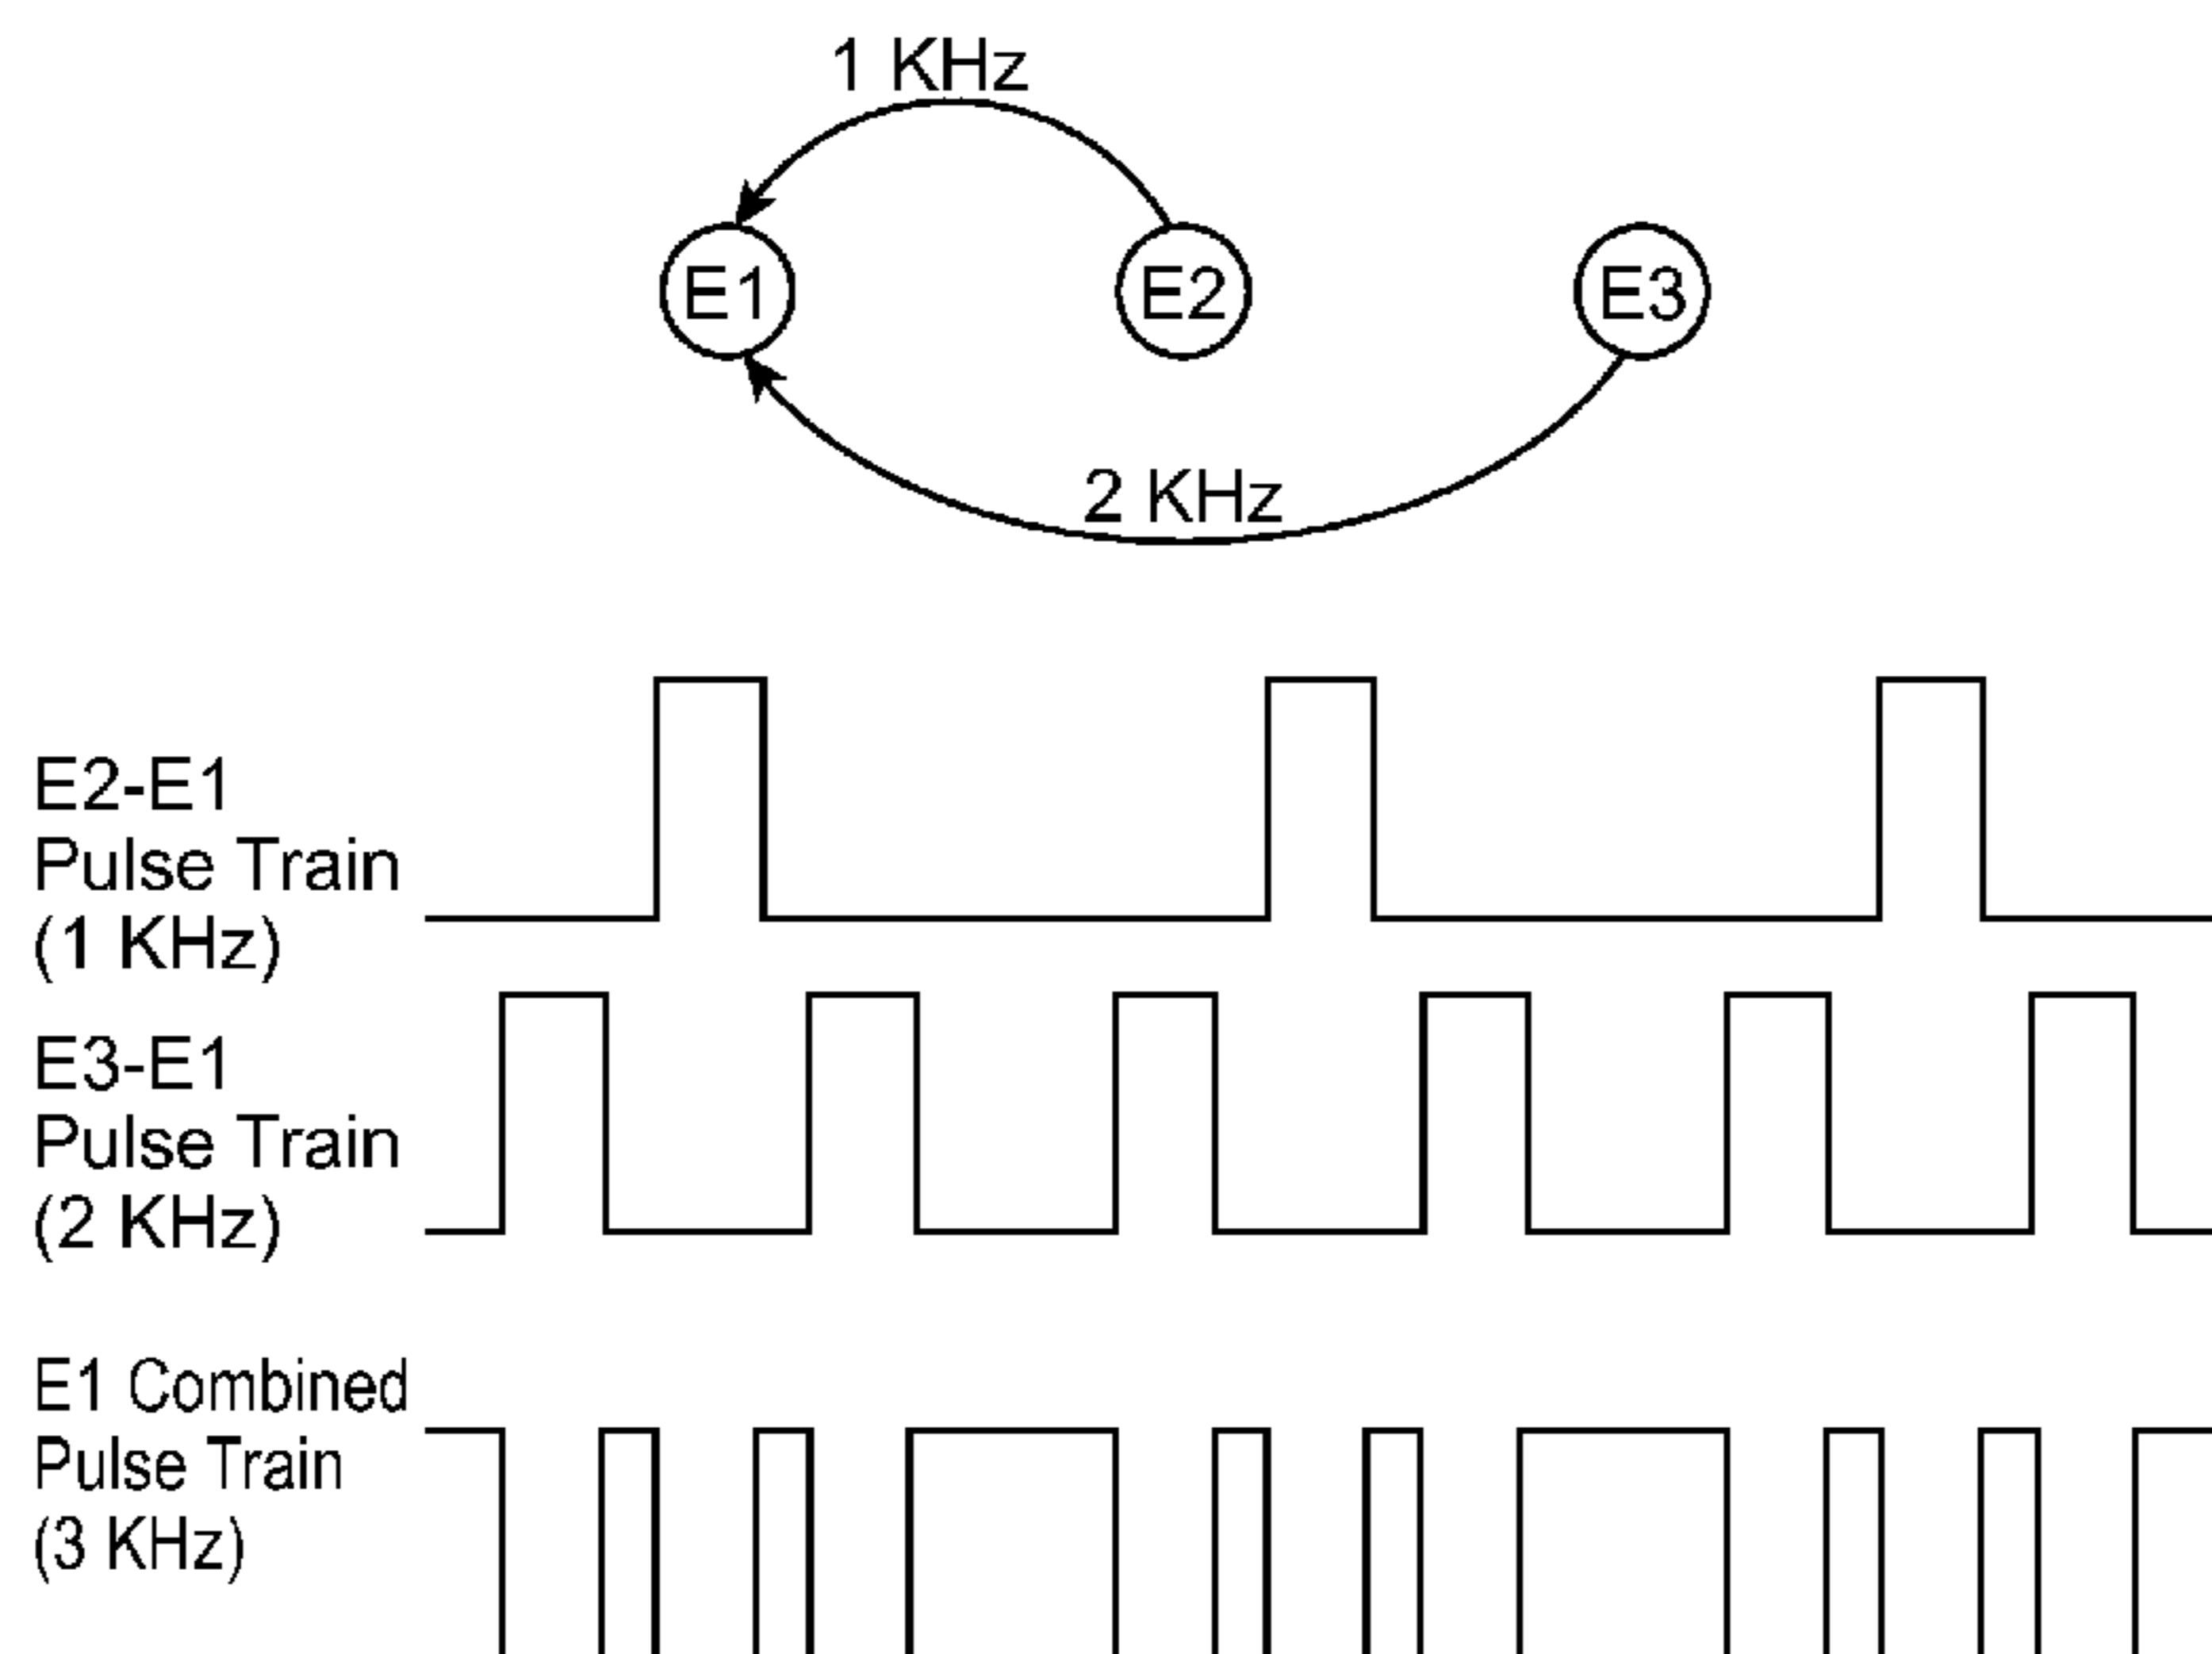 1 KHz
E1 E2 E3
2 KHz
E2-E1
Pulse Train
(1 KHz)
E3-E1
Pulse Train
(2 KHz)
E1 Combined
Pulse Train
(3 KHz)